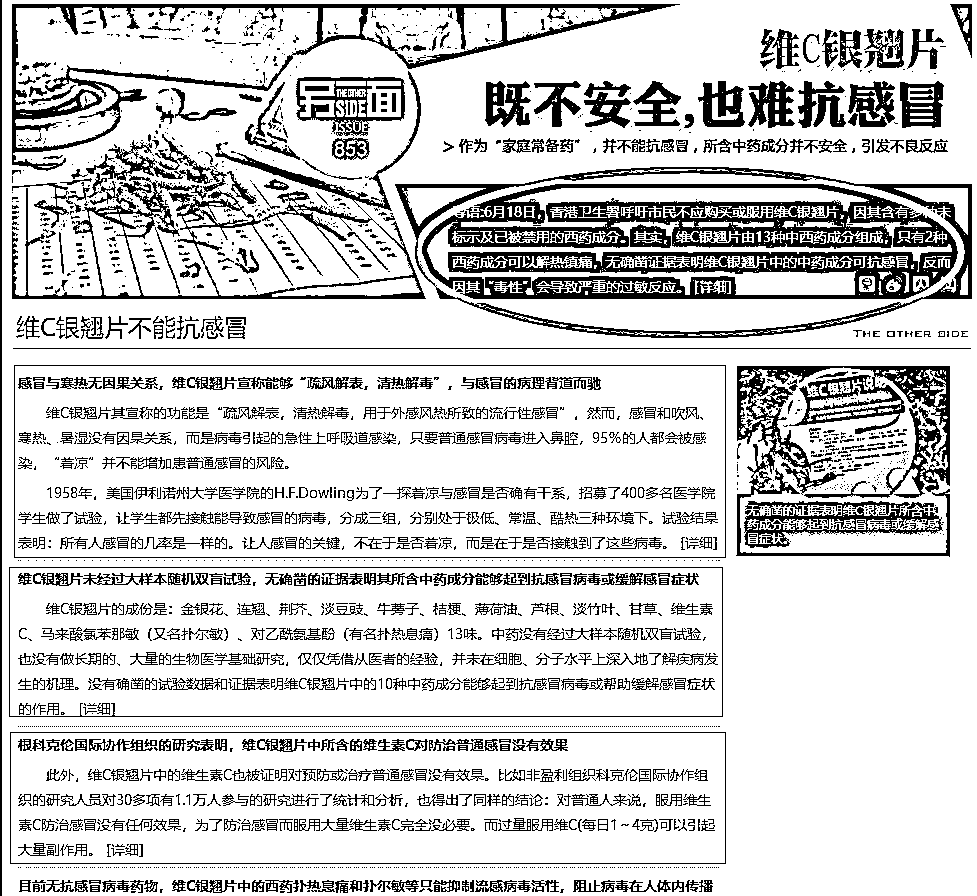 维C银翘片
另一面
THE OTHER SIDE
ISSUE
853
既不安全,也难抗感冒
> 作为“家庭常备药”，并不能抗感冒，所含中药成分并不安全，引发不良反应
导语:6月18日，香港卫生署呼吁市民不应购买或服用维C银翘片，因其含有多种未
标示及已被禁用的西药成分。其实，维C银翘片由13种中西药成分组成，只有2种
西药成分可以解热镇痛，无确凿证据表明维C银翘片中的中药成分可抗感冒，反而
因其“毒性”会导致严重的过敏反应。[详细]
维C银翘片不能抗感冒
THE OTHER SIDE
感冒与寒热无因果关系，维C银翘片宣称能够“疏风解表，清热解毒”，与感冒的病理背道而驰
维C银翘片其宣称的功能是“疏风解表，清热解毒，用于外感风热所致的流行性感冒”，然而，感冒和吹风、
寒热、暑湿没有因果关系，而是病毒引起的急性上呼吸道感染，只要普通感冒病毒进入鼻腔，95%的人都会被感
染，“着凉”并不能增加患普通感冒的风险。
1958年，美国伊利诺州大学医学院的H.F.Dowling为了一探着凉与感冒是否确有干系，招募了400多名医学院
学生做了试验，让学生都先接触能导致感冒的病毒，分成三组，分别处于极低、常温、酷热三种环境下。试验结果
表明：所有人感冒的几率是一样的。让人感冒的关键，不在于是否着凉，而是在于是否接触到了这些病毒。 [详细]
维C银翘片说明
无确凿的证据表明维C银翘片所含中
药成分能够起到抗感冒病毒或缓解感
冒症状。
维C银翘片未经过大样本随机双盲试验，无确凿的证据表明其所含中药成分能够起到抗感冒病毒或缓解感冒症状
维C银翘片的成份是：金银花、连翘、荆芥、淡豆豉、牛蒡子、桔梗、薄荷油、芦根、淡竹叶、甘草、维生素
C、马来酸氯苯那敏（又名扑尔敏）、对乙酰氨基酚（有名扑热息痛）13味。中药没有经过大样本随机双盲试验，
也没有做长期的、大量的生物医学基础研究，仅仅凭借从医者的经验，并未在细胞、分子水平上深入地了解疾病发
生的机理。没有确凿的试验数据和证据表明维C银翘片中的10种中药成分能够起到抗感冒病毒或帮助缓解感冒症状
的作用。 [详细]
根科克伦国际协作组织的研究表明，维C银翘片中所含的维生素C对防治普通感冒没有效果
此外，维C银翘片中的维生素C也被证明对预防或治疗普通感冒没有效果。比如非盈利组织科克伦国际协作组
织的研究人员对30多项有1.1万人参与的研究进行了统计和分析，也得出了同样的结论：对普通人来说，服用维生
素C防治感冒没有任何效果，为了防治感冒而服用大量维生素C完全没必要。而过量服用维C(每日1～4克)可以引起
大量副作用。 [详细]
目前无抗感冒病毒药物，维C银翘片中的西药扑热息痛和扑尔敏等只能抑制流感病毒活性，阻止病毒在人体内传播